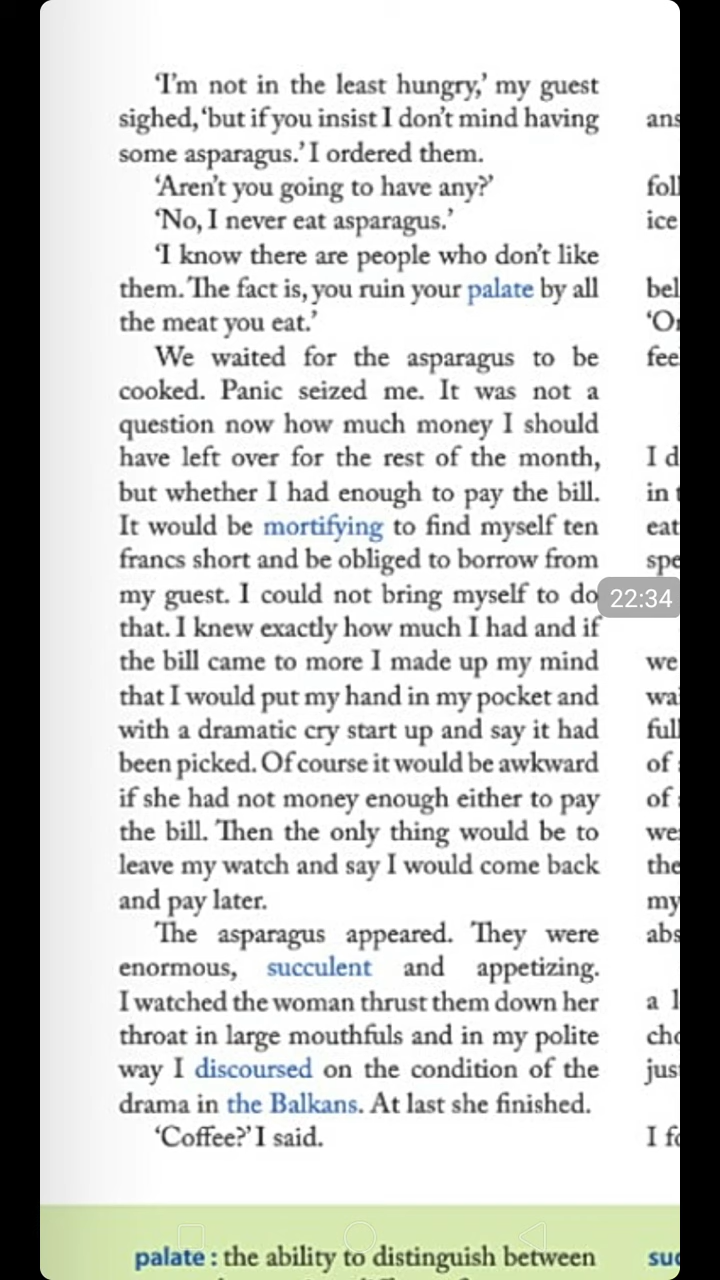 ‘I’m not in the least hungry,’ my guest
sighed, ‘but if you insist I don’t mind having
some asparagus.’ I ordered them.
‘Aren’t you going to have any?’
‘No, I never eat asparagus.’
‘I know there are people who don’t like
them. The fact is, you ruin your palate by all
the meat you eat.’
We waited for the asparagus to be
cooked. Panic seized me. It was not a
question now how much money I should
have left over for the rest of the month,
but whether I had enough to pay the bill.
It would be mortifying to find myself ten
francs short and be obliged to borrow from
my guest. I could not bring myself to do
that. I knew exactly how much I had and if
the bill came to more I made up my mind
that I would put my hand in my pocket and
with a dramatic cry start up and say it had
been picked. Of course it would be awkward
if she had not money enough either to pay
the bill. Then the only thing would be to
leave my watch and say I would come back
and pay later.
The asparagus appeared. They were
enormous, succulent and appetizing.
I watched the woman thrust them down her
throat in large mouthfuls and in my polite
way I discoursed on the condition of the
drama in the Balkans. At last she finished.
‘Coffee?’ I said.
palate : the ability to distinguish between
ice
I
in
eat
we
of
of
the
my
a
I
22:34